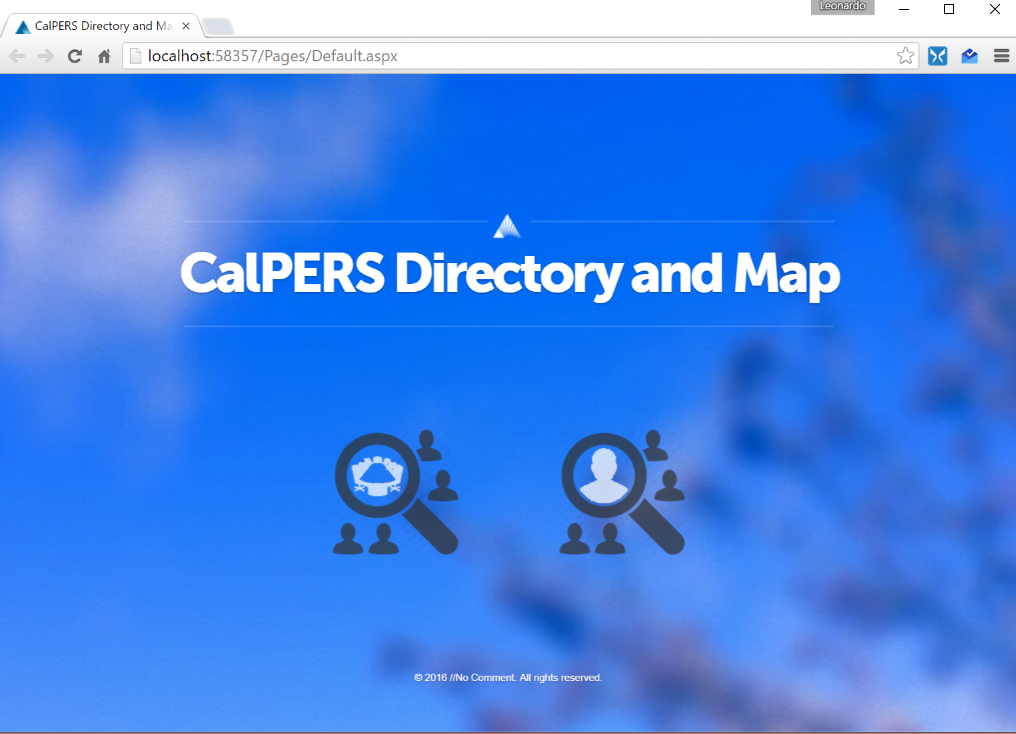 Leonardo
CalPERS Directory and Ma
localhost:58357/Pages/Default.aspx
CalPERS Directory and Map
© 2016 //No Comment. All rights reserved.